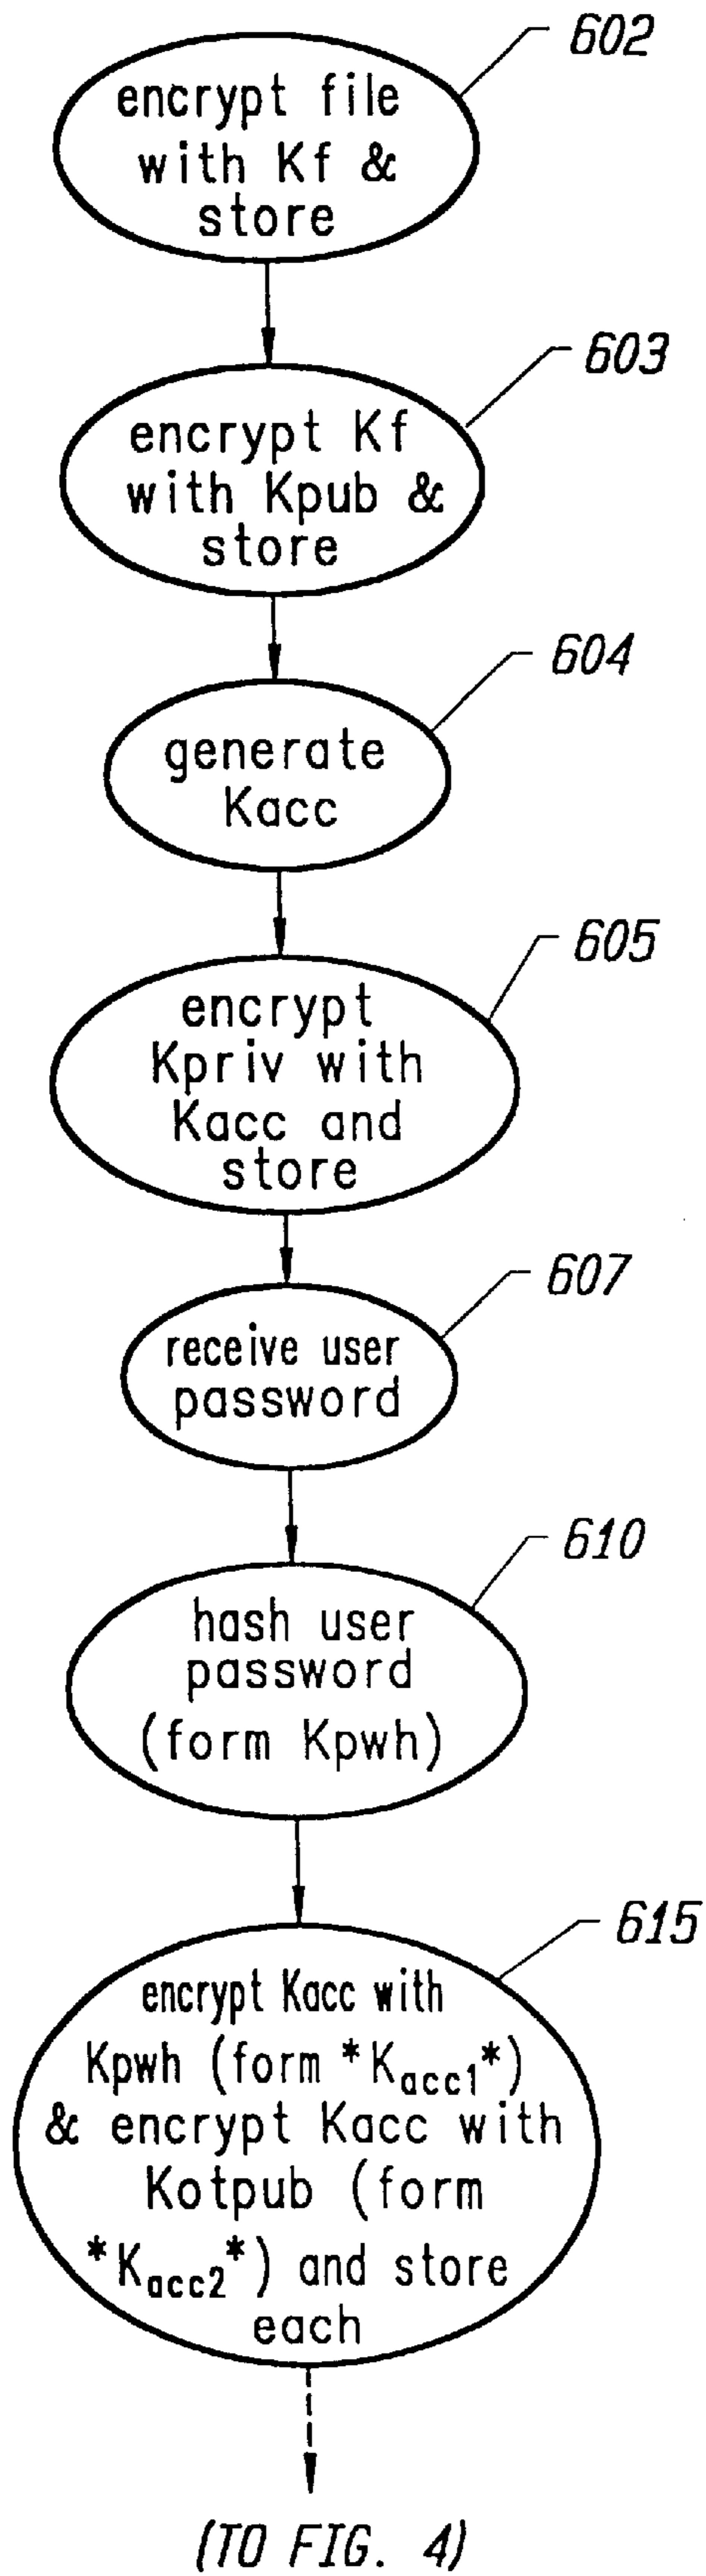 602
encrypt file
with Kf &
store
603
encrypt Kf
with Kpub &
store
604
generate
Kacc
605
encrypt
Kpriv with
Kacc and
store
607
receive user
password
610
hash user
password
(form Kpwh)
615
encrypt Kacc with
Kpwh (form *Kacc1*)
& encrypt Kacc with
Kotpub (form
*Kacc2*) and store
each
(TO FIG. 4)